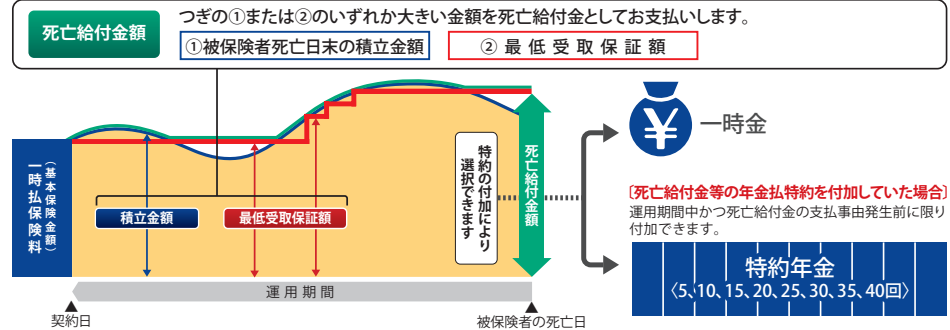 死亡給付金額
つぎの①または②のいずれか大きい金額を死亡給付金としてお支払いします。
①被保険者死亡日末の積立金額
②最低受取保証額
一時払保険料
（基本保険金額）
積立金額
最低受取保証額
特約の付加により
選択できます
死亡給付金額
¥
一時金
［死亡給付金等の年金払特約を付加していた場合］
運用期間中かつ死亡給付金の支払事由発生前に限り
付加できます。
特約年金
〈5、10、15、20、25、30、35、40回〉
運用期間
契約日
被保険者の死亡日